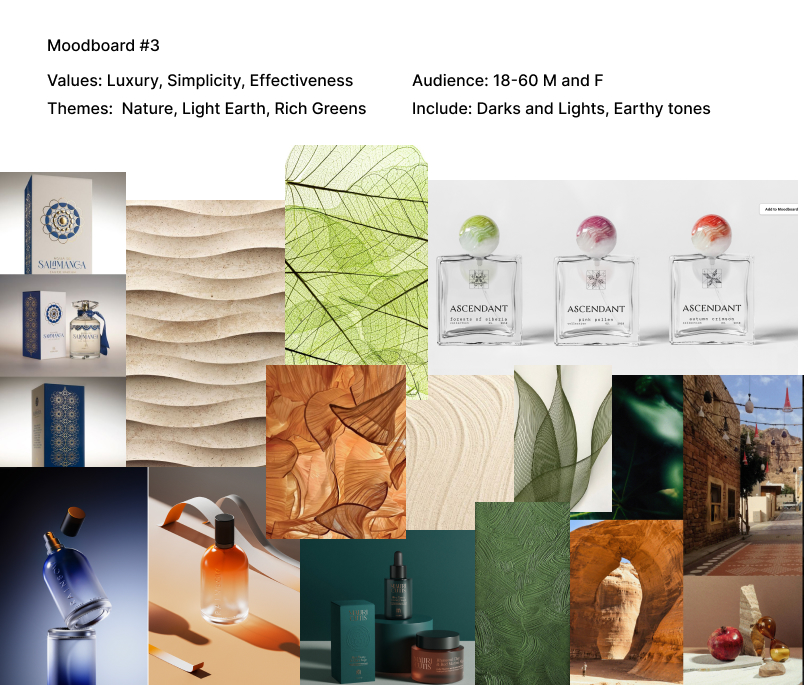 Moodboard #3
Values: Luxury, Simplicity, Effectiveness
Audience: 18-60 M and F
Themes: Nature, Light Earth, Rich Greens
Include: Darks and Lights, Earthy tones
Add to Moodboard
SALAMANCA
ASCENDANT
forests of siberia
ASCENDANT
pink pollen
ASCENDANT
autumn crimson